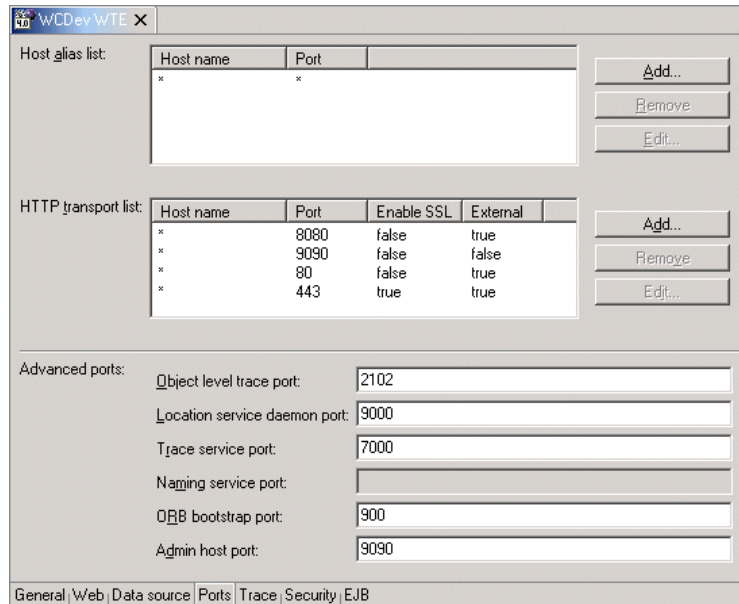 4.0 WCDev WTE X
Host alias list:
Host name Port
* *
Add...
Remove
Edit...
HTTP transport list:
Host name Port Enable SSL External
* 8080 false true
* 9090 false false
* 80 false true
* 443 true true
Add...
Remove
Edit...
Advanced ports:
Object level trace port: 2102
Location service daemon port: 9000
Trace service port: 7000
Naming service port:
ORB bootstrap port: 900
Admin host port: 9090
General Web Data source Ports Trace Security EJB